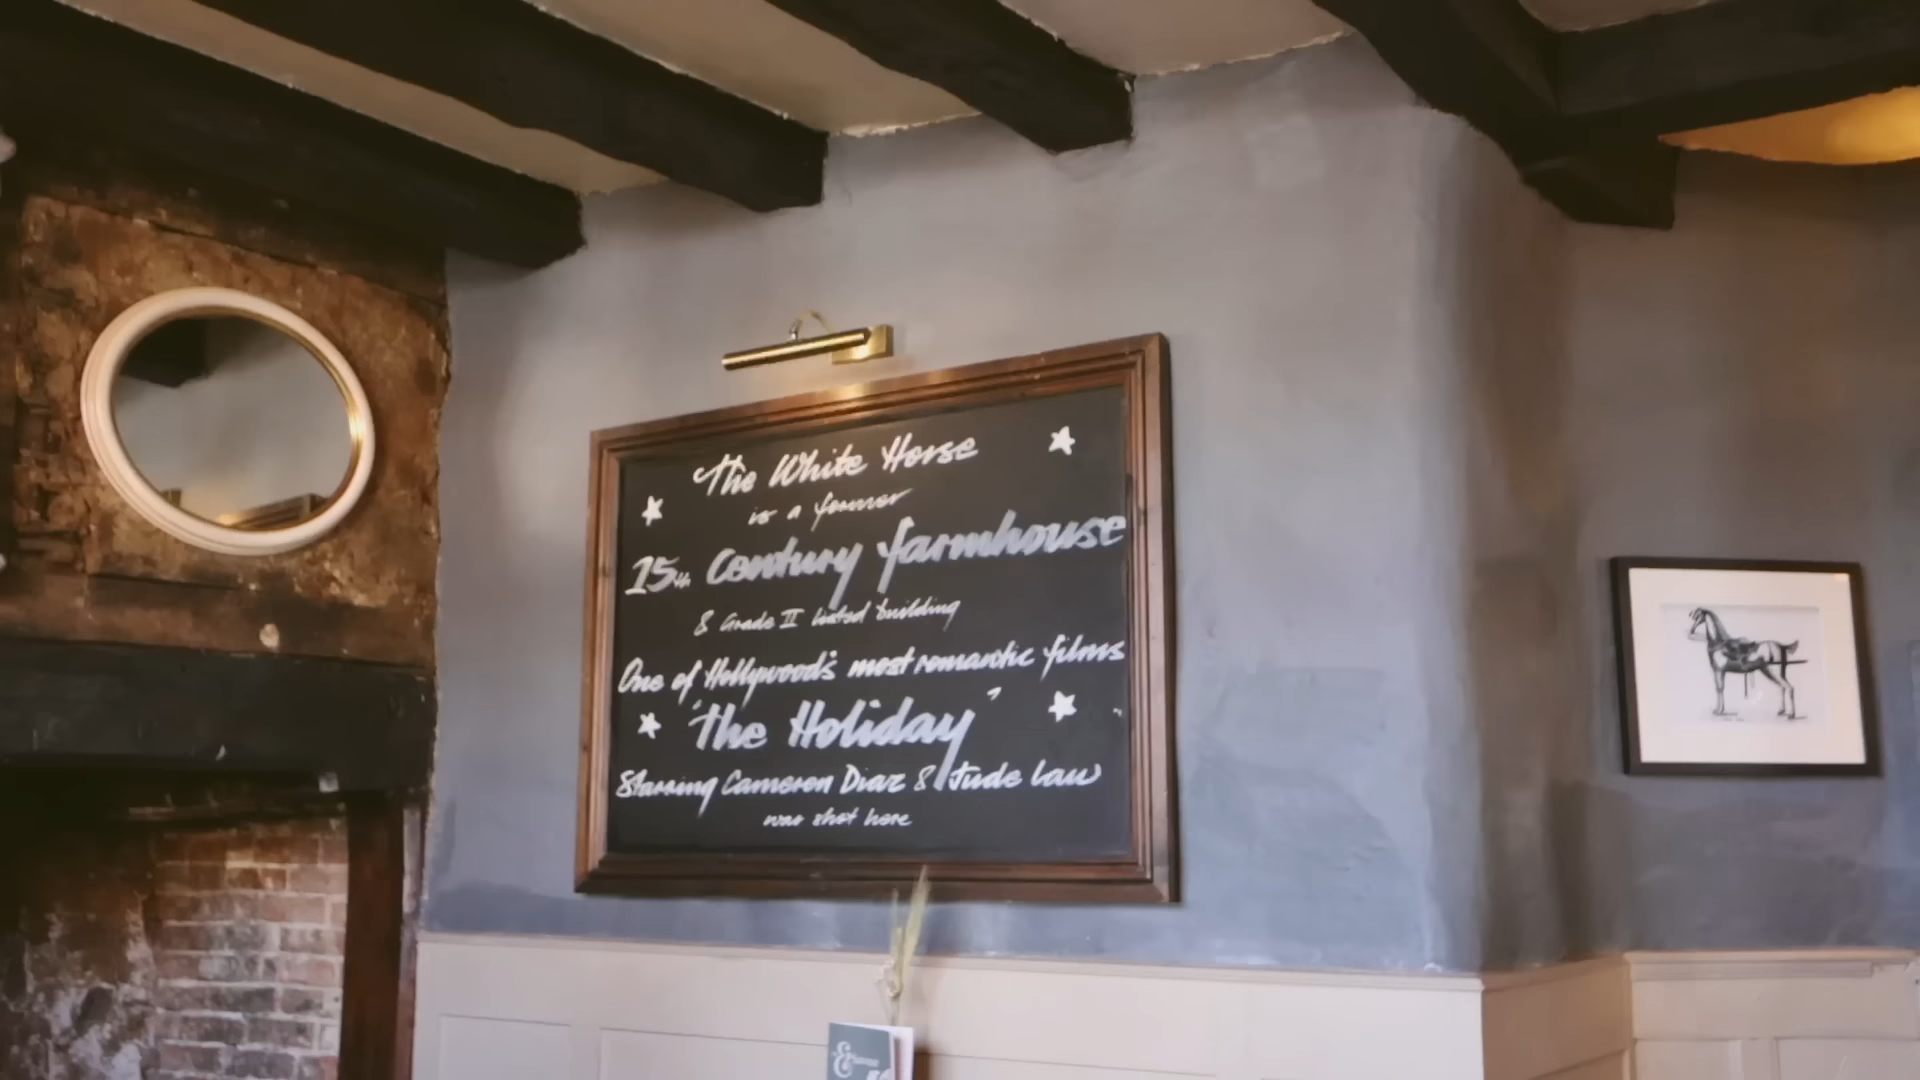 The White Horse
is a former
15th Century farmhouse
& Grade II listed building
One of Hollywood's most romantic films
'The Holiday'
Starring Cameron Diaz & Jude Law
was shot here